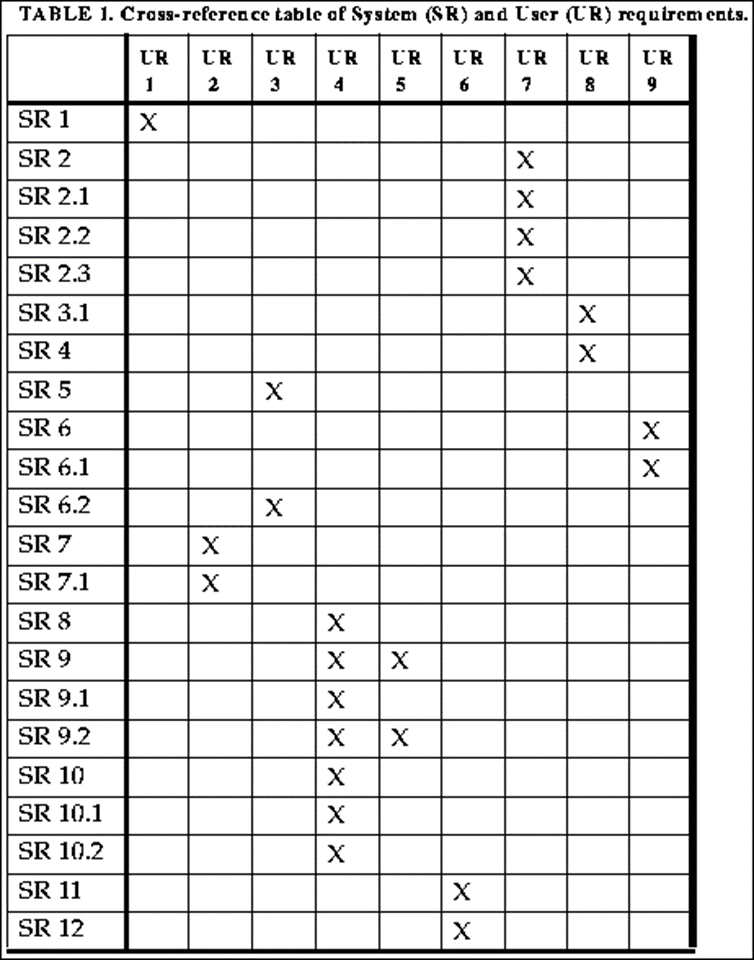 TABLE 1. Cross-reference table of System (SR) and User (UR) requirements.
UR 1 UR 2 UR 3 UR 4 UR 5 UR 6 UR 7 UR 8 UR 9
SR 1 X
SR 2 X
SR 2.1 X
SR 2.2 X
SR 2.3 X
SR 3.1 X
SR 4 X
SR 5 X
SR 6 X
SR 6.1 X
SR 6.2 X
SR 7 X
SR 7.1 X
SR 8 X
SR 9 X X
SR 9.1 X
SR 9.2 X X
SR 10 X
SR 10.1 X
SR 10.2 X
SR 11 X
SR 12 X